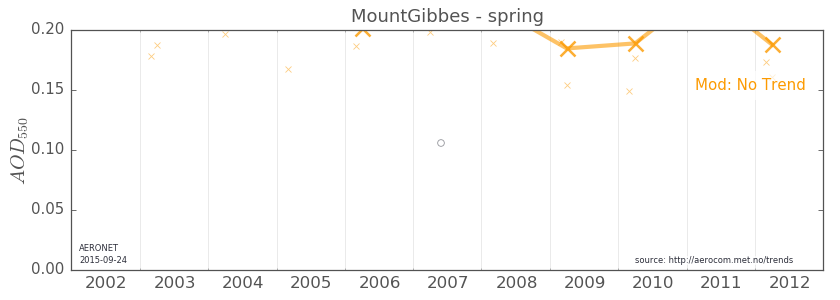 MountGibbes - spring
0.20
0.15
0.10
0.05
0.00
AOD550
Mod: No Trend
AERONET
2015-09-24
source: http://aerocom.met.no/trends
2002 2003 2004 2005 2006 2007 2008 2009 2010 2011 2012